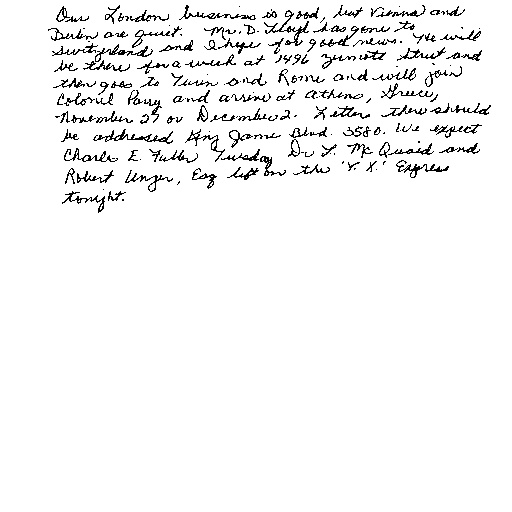 Our London business is good, but Vienna and
Berlin are quiet. Mr. D. Lloyd has gone to
Switzerland and I hope for good news. He will
be there for a week at 1496 Zermott Street and
then goes to Turin and Rome and will join
Colonel Parry and arrive at Athens, Greece,
November 27 or December 2. Letters there should
be addressed King James Blvd. 3580. We expect
Charles E. Fuller Tuesday. Dr. L. McQuaid and
Robert Unger, Esq. left on the 'Y. X.' Express
tonight.